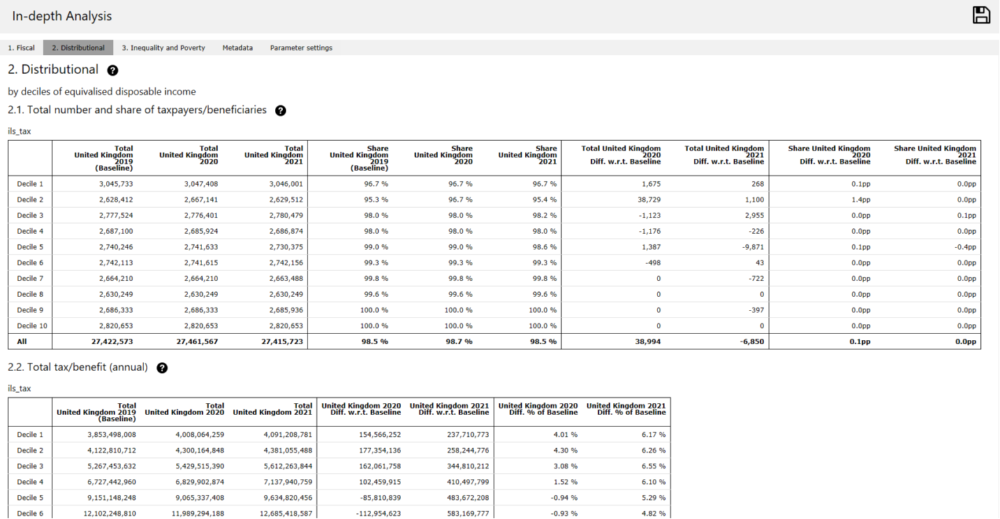 In-depth Analysis
1. Fiscal 2. Distributional 3. Inequality and Poverty Metadata Parameter settings
2. Distributional ?
by deciles of equivalised disposable income
2.1. Total number and share of taxpayers/beneficiaries ?
ils_tax
Total United Kingdom 2019 (Baseline) Total United Kingdom 2020 Total United Kingdom 2021 Share United Kingdom 2019 (Baseline) Share United Kingdom 2020 Share United Kingdom 2021 Total United Kingdom 2020 Diff. w.r.t. Baseline Total United Kingdom 2021 Diff. w.r.t. Baseline Share United Kingdom 2020 Diff. w.r.t. Baseline Share United Kingdom 2021 Diff. w.r.t. Baseline
Decile 1 3,045,733 3,047,408 3,046,001 96.7 % 96.7 % 96.7 % 1,675 268 0.1pp 0.0pp
Decile 2 2,628,412 2,667,141 2,629,512 95.3 % 96.7 % 95.4 % 38,729 1,100 1.4pp 0.0pp
Decile 3 2,777,524 2,776,401 2,780,479 98.0 % 98.0 % 98.2 % -1,123 2,955 0.0pp 0.1pp
Decile 4 2,687,100 2,685,924 2,686,874 98.0 % 98.0 % 98.0 % -1,176 -226 0.0pp 0.0pp
Decile 5 2,740,246 2,741,633 2,730,375 99.0 % 99.0 % 98.6 % 1,387 -9,871 0.1pp -0.4pp
Decile 6 2,742,113 2,741,615 2,742,156 99.3 % 99.3 % 99.3 % -498 43 0.0pp 0.0pp
Decile 7 2,664,210 2,664,210 2,663,488 99.8 % 99.8 % 99.8 % 0 -722 0.0pp 0.0pp
Decile 8 2,630,249 2,630,249 2,630,249 99.6 % 99.6 % 99.6 % 0 0 0.0pp 0.0pp
Decile 9 2,686,333 2,686,333 2,685,936 100.0 % 100.0 % 100.0 % 0 -397 0.0pp 0.0pp
Decile 10 2,820,653 2,820,653 2,820,653 100.0 % 100.0 % 100.0 % 0 0 0.0pp 0.0pp
All 27,422,573 27,461,567 27,415,723 98.5 % 98.7 % 98.5 % 38,994 -6,850 0.1pp 0.0pp
2.2. Total tax/benefit (annual) ?
ils_tax
Total United Kingdom 2019 (Baseline) Total United Kingdom 2020 Total United Kingdom 2021 United Kingdom 2020 Diff. w.r.t. Baseline United Kingdom 2021 Diff. w.r.t. Baseline United Kingdom 2020 Diff. % of Baseline United Kingdom 2021 Diff. % of Baseline
Decile 1 3,853,498,008 4,008,064,259 4,091,208,781 154,566,252 237,710,773 4.01 % 6.17 %
Decile 2 4,122,810,712 4,300,164,848 4,381,055,488 177,354,136 258,244,776 4.30 % 6.26 %
Decile 3 5,267,453,632 5,429,515,390 5,612,263,844 162,061,758 344,810,212 3.08 % 6.55 %
Decile 4 6,727,442,960 6,829,902,874 7,137,940,759 102,459,915 410,497,799 1.52 % 6.10 %
Decile 5 9,151,148,248 9,065,337,408 9,634,820,456 -85,810,839 483,672,208 -0.94 % 5.29 %
Decile 6 12,102,248,810 11,989,294,188 12,685,418,587 -112,954,623 583,169,777 -0.93 % 4.82 %